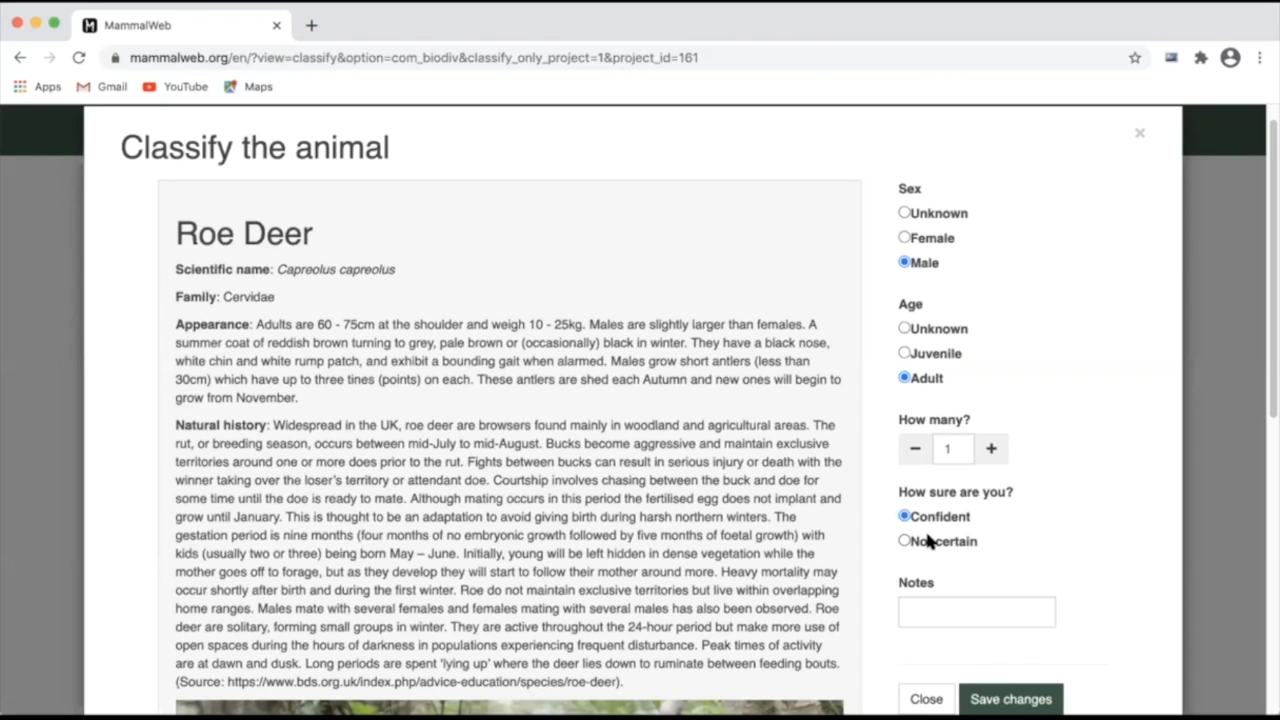 MammalWeb
mammalweb.org/en/?view=classify&option=com_biodiv&classify_only_project=1&project_id=161
Apps Gmail YouTube Maps
Classify the animal
Roe Deer
Scientific name: Capreolus capreolus
Family: Cervidae
Appearance: Adults are 60 - 75cm at the shoulder and weigh 10 - 25kg. Males are slightly larger than females. A
summer coat of reddish brown turning to grey, pale brown or (occasionally) black in winter. They have a black nose,
white chin and white rump patch, and exhibit a bounding gait when alarmed. Males grow short antlers (less than
30cm) which have up to three tines (points) on each. These antlers are shed each Autumn and new ones will begin to
grow from November.
Natural history: Widespread in the UK, roe deer are browsers found mainly in woodland and agricultural areas. The
rut, or breeding season, occurs between mid-July to mid-August. Bucks become aggressive and maintain exclusive
territories around one or more does prior to the rut. Fights between bucks can result in serious injury or death with the
winner taking over the loser's territory or attendant doe. Courtship involves chasing between the buck and doe for
some time until the doe is ready to mate. Although mating occurs in this period the fertilised egg does not implant and
grow until January. This is thought to be an adaptation to avoid giving birth during harsh northern winters. The
gestation period is nine months (four months of no embryonic growth followed by five months of foetal growth) with
kids (usually two or three) being born May – June. Initially, young will be left hidden in dense vegetation while the
mother goes off to forage, but as they develop they will start to follow their mother around more. Heavy mortality may
occur shortly after birth and during the first winter. Roe do not maintain exclusive territories but live within overlapping
home ranges. Males mate with several females and females mating with several males has also been observed. Roe
deer are solitary, forming small groups in winter. They are active throughout the 24-hour period but make more use of
open spaces during the hours of darkness in populations experiencing frequent disturbance. Peak times of activity
are at dawn and dusk. Long periods are spent 'lying up' where the deer lies down to ruminate between feeding bouts.
(Source: https://www.bds.org.uk/index.php/advice-education/species/roe-deer).
Sex
Unknown
Female
Male
Age
Unknown
Juvenile
Adult
How many?
− 1 +
How sure are you?
Confident
Not certain
Notes
Close Save changes